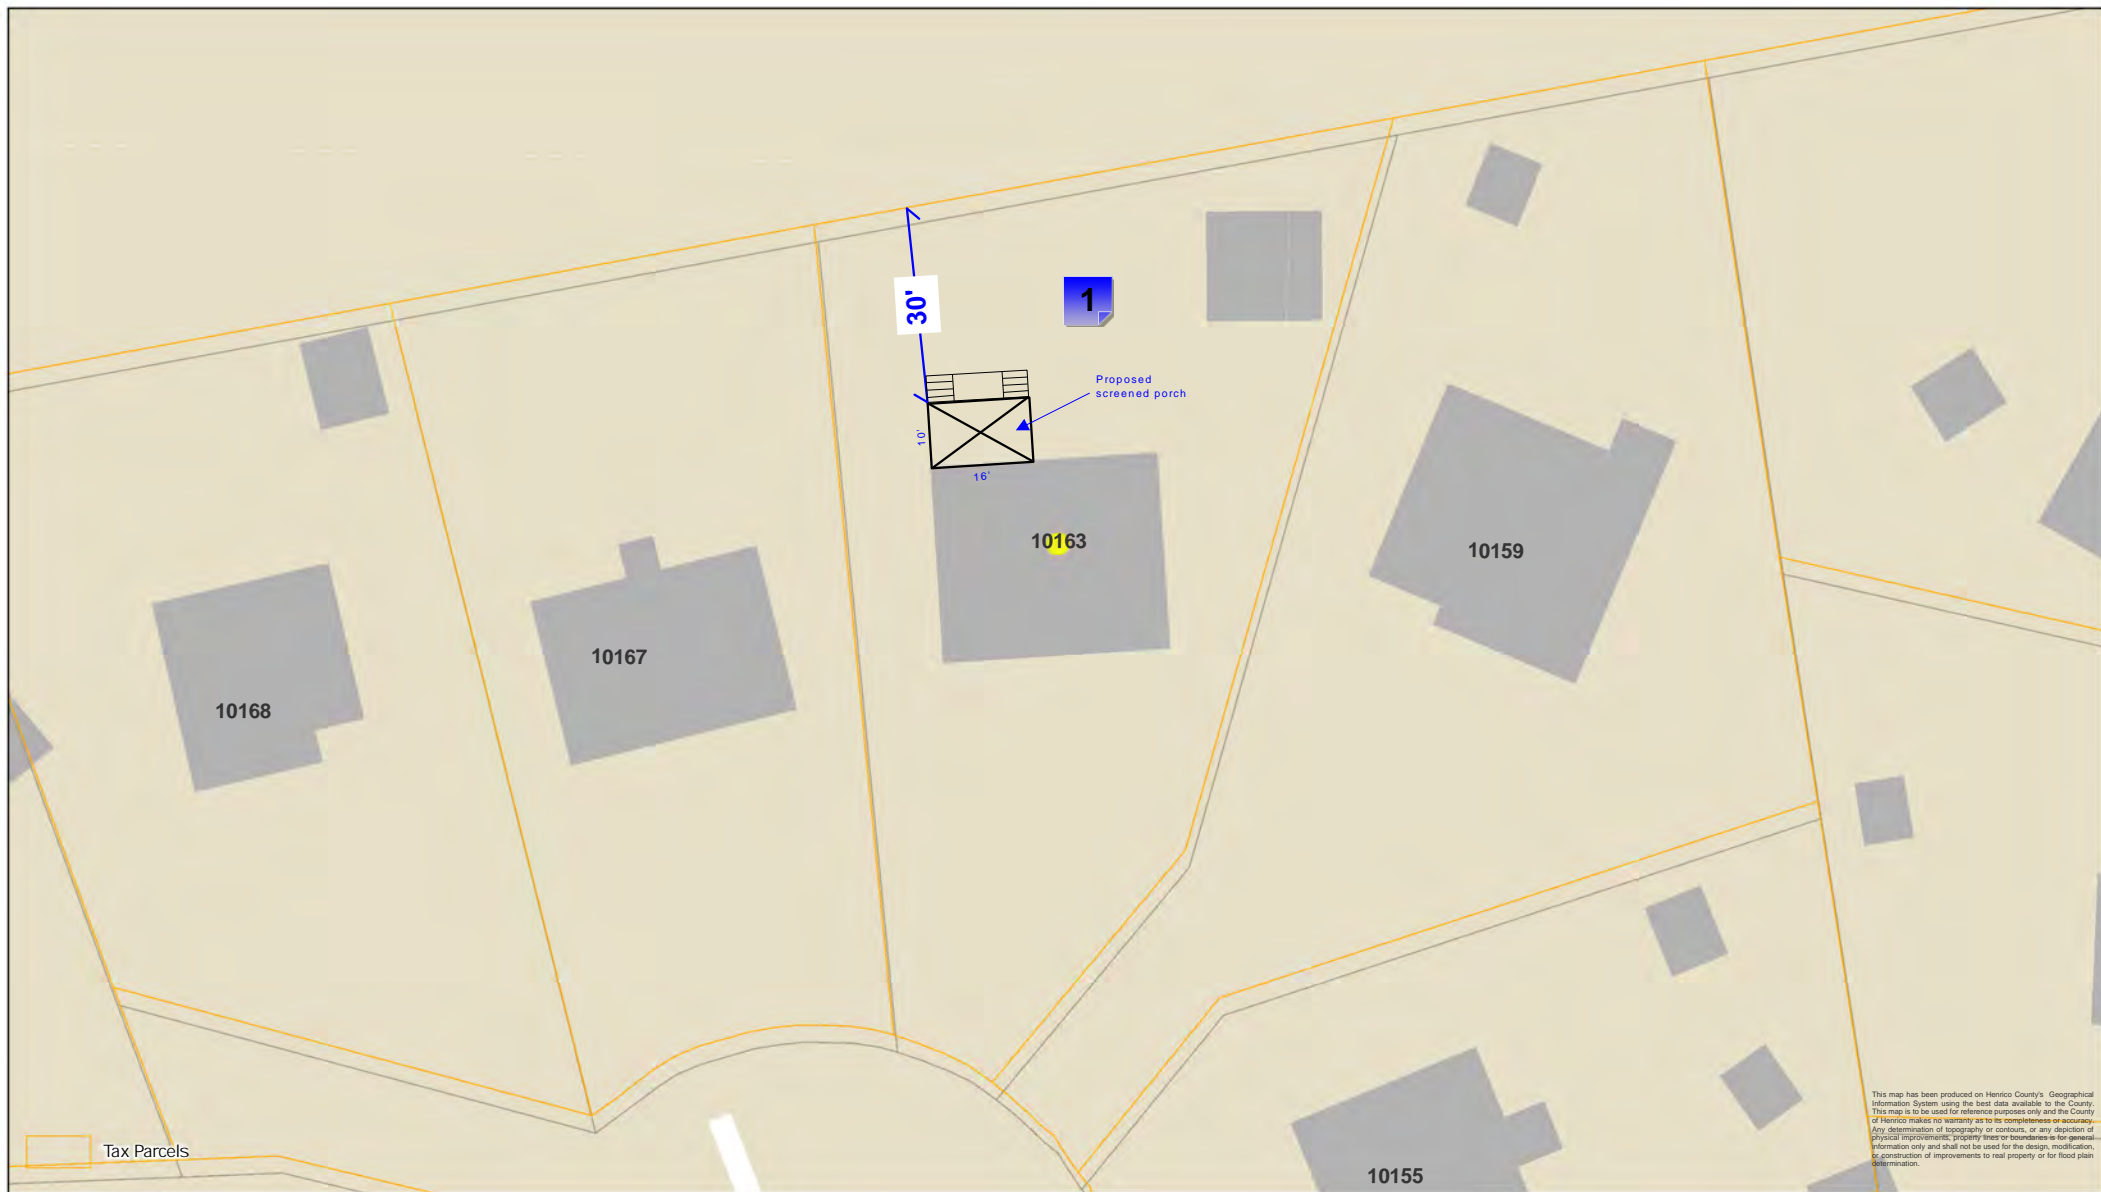 30'
1
Proposed
screened porch
10'
16'
10163
10159
10167
10168
10155
Tax Parcels
This map has been produced on Henrico County's Geographical
Information System using the best data available to the County.
This map is to be used for reference purposes only and the County
of Henrico makes no warranty as to its completeness or accuracy.
Any determination of topography or contours, or any depiction of
physical improvements, property lines or boundaries is for general
information only and shall not be used for the design, modification,
or construction of improvements to real property or for flood plain
determination.